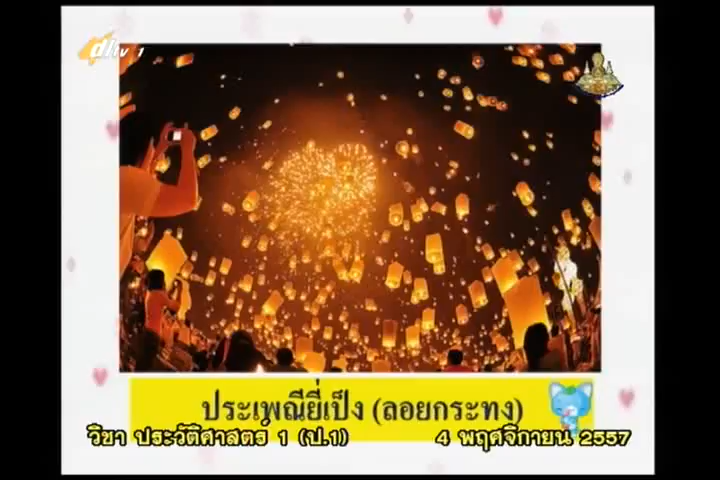 dltv 1
ประเพณียี่เป็ง (ลอยกระทง)
วิชา ประวัติศาสตร์ 1 (ป.1) 4 พฤศจิกายน 2557